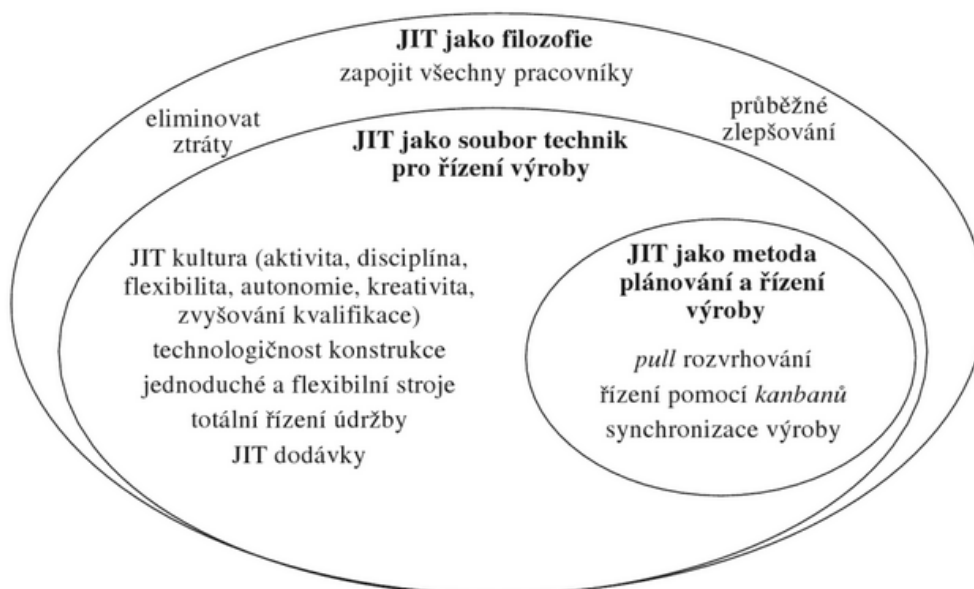 JIT jako filozofie
zapojit všechny pracovníky
eliminovat
ztráty
průběžné
zlepšování
JIT jako soubor technik
pro řízení výroby
JIT kultura (aktivita, disciplína,
flexibilita, autonomie, kreativita,
zvyšování kvalifikace)
technologičnost konstrukce
jednoduché a flexibilní stroje
totální řízení údržby
JIT dodávky
JIT jako metoda
plánování a řízení
výroby
pull rozvrhování
řízení pomocí kanbanů
synchronizace výroby